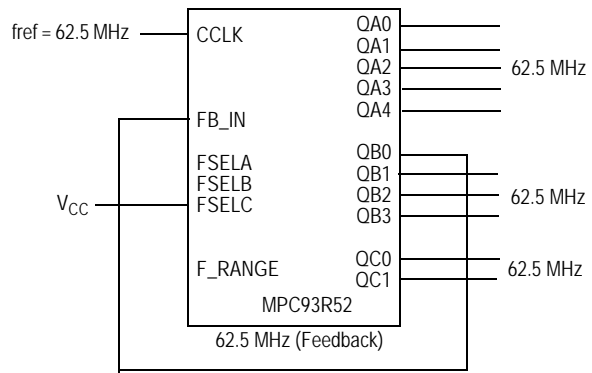 fref = 62.5 MHz
CCLK
FB_IN
FSELA
FSELB
VCC
FSELC
F_RANGE
QA0
QA1
QA2
QA3
QA4
62.5 MHz
QB0
QB1
QB2
QB3
62.5 MHz
QC0
QC1
62.5 MHz
MPC93R52
62.5 MHz (Feedback)